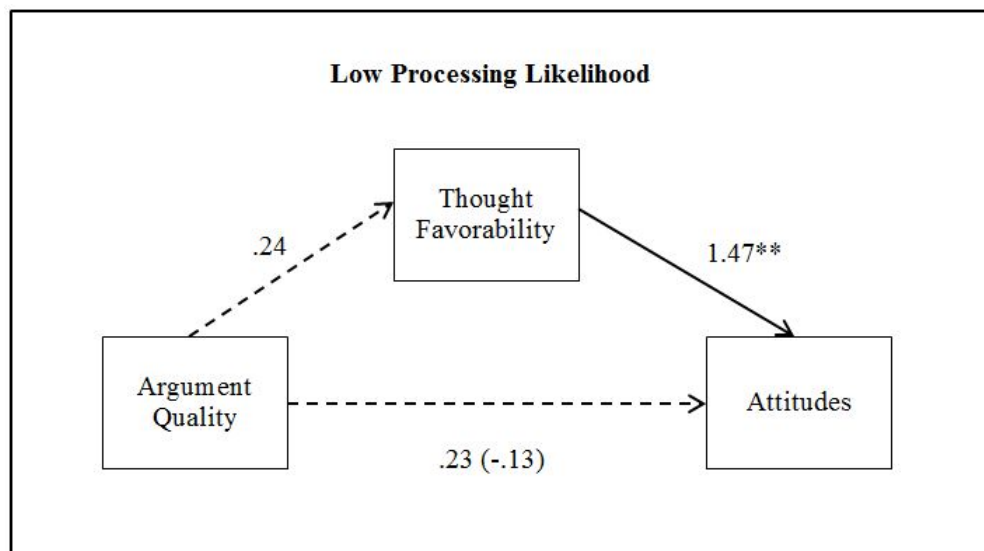 Low Processing Likelihood
Thought
Favorability
.24
1.47**
Argument
Quality
Attitudes
.23 (-.13)